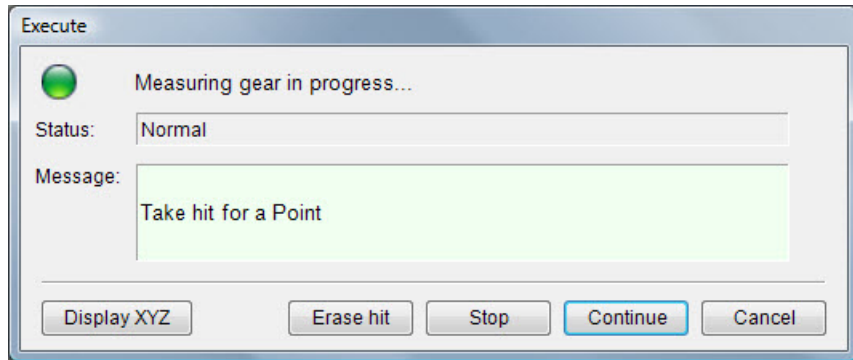 Execute
Measuring gear in progress...
Status: Normal
Message: Take hit for a Point
Display XYZ Erase hit Stop Continue Cancel